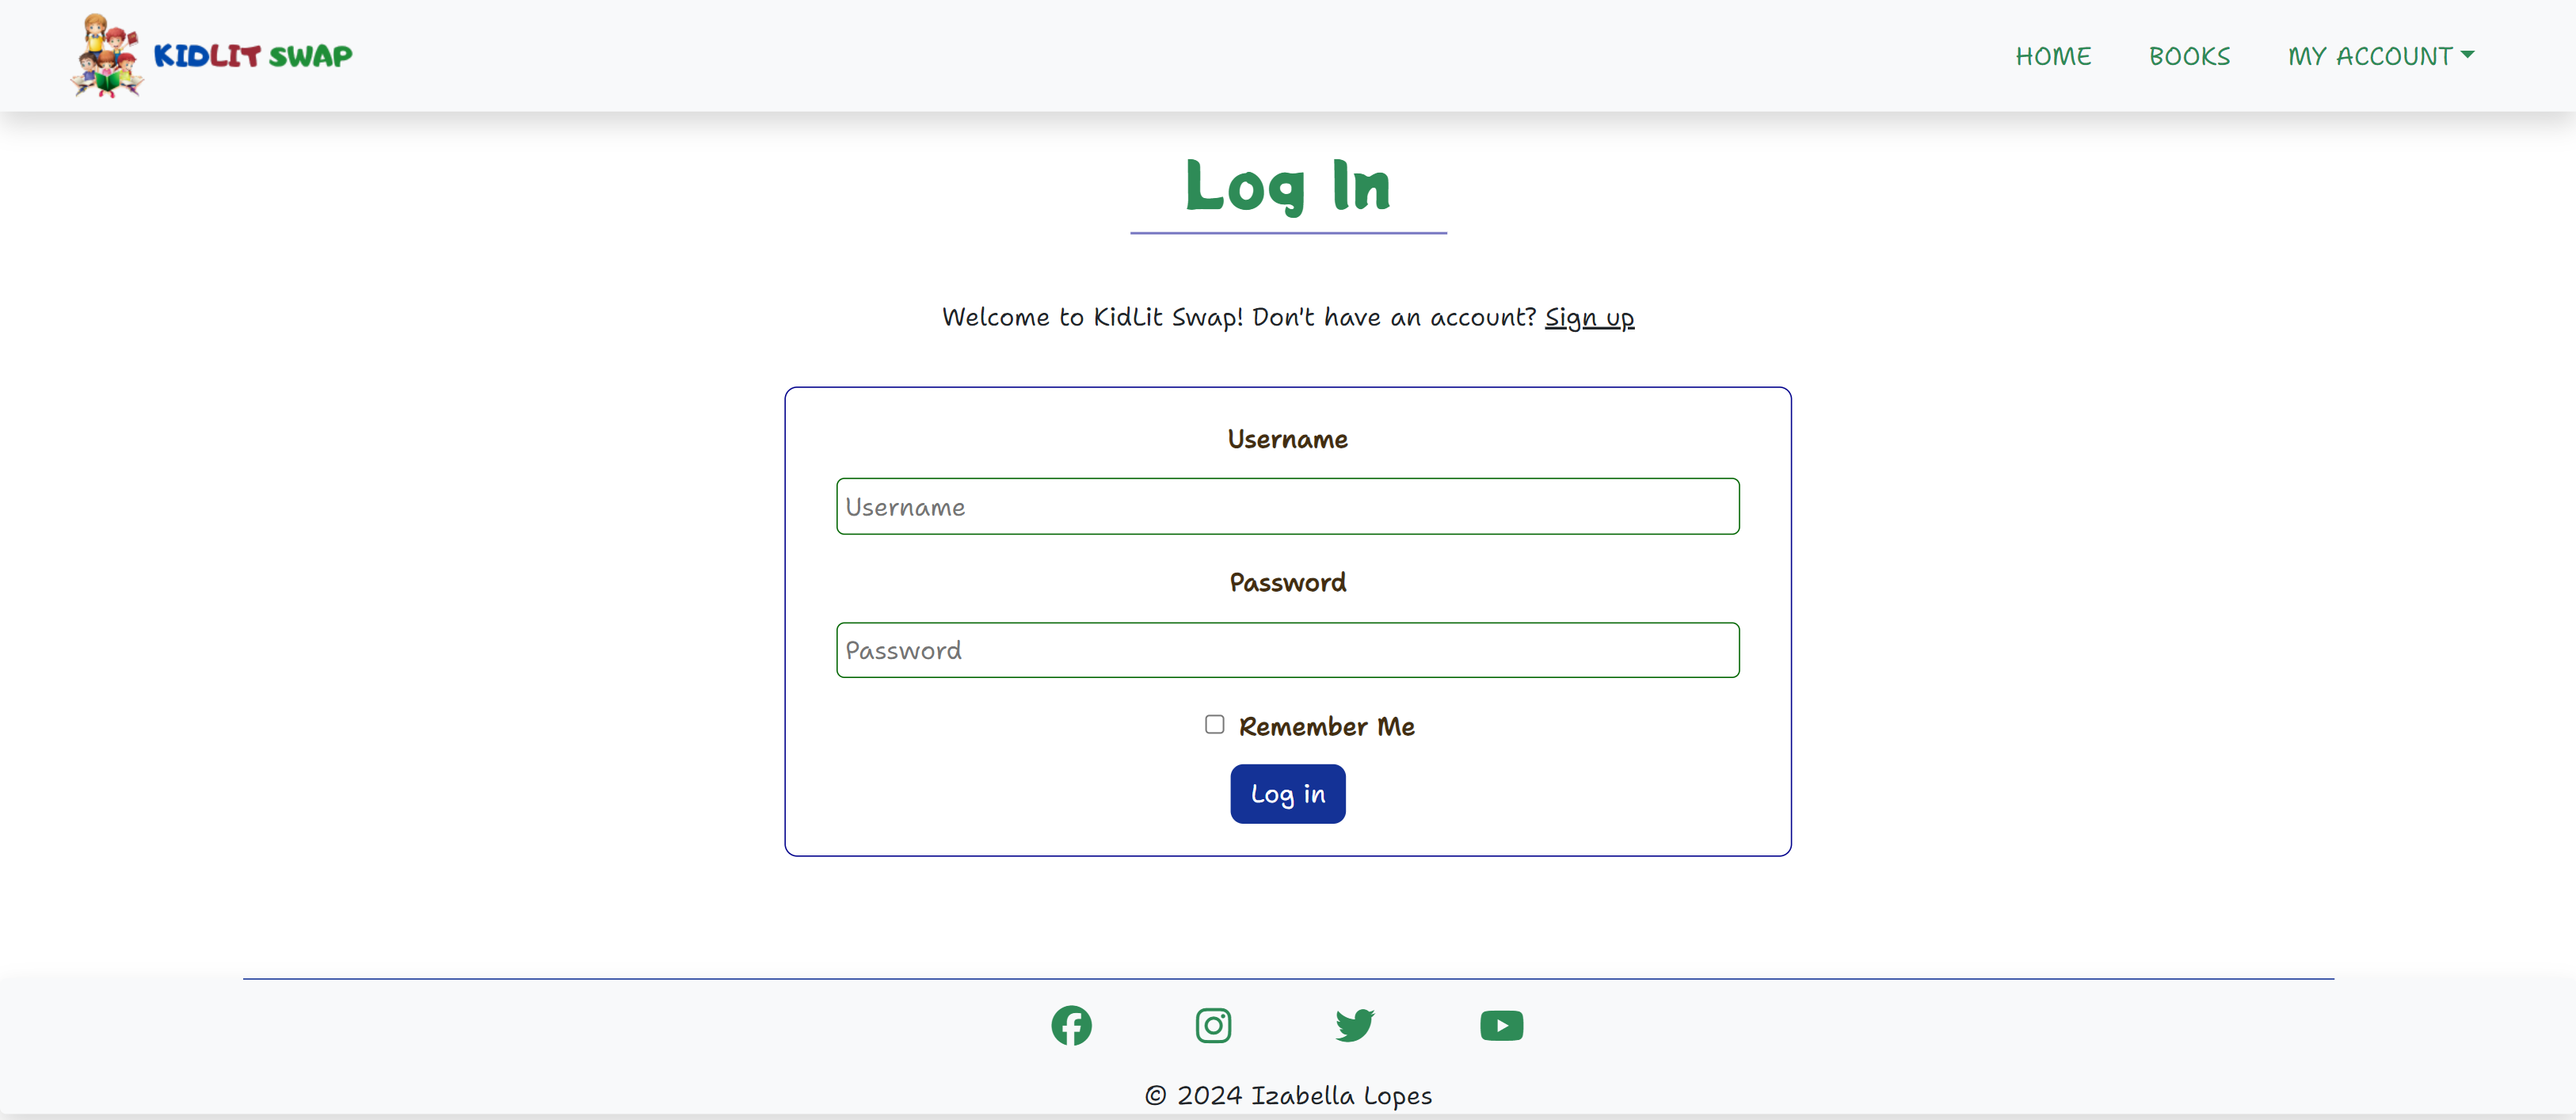 KIDLIT SWAP
HOME BOOKS MY ACCOUNT
Log In
Welcome to KidLit Swap! Don't have an account? Sign up
Username
Username
Password
Password
Remember Me
Log in
© 2024 Izabella Lopes